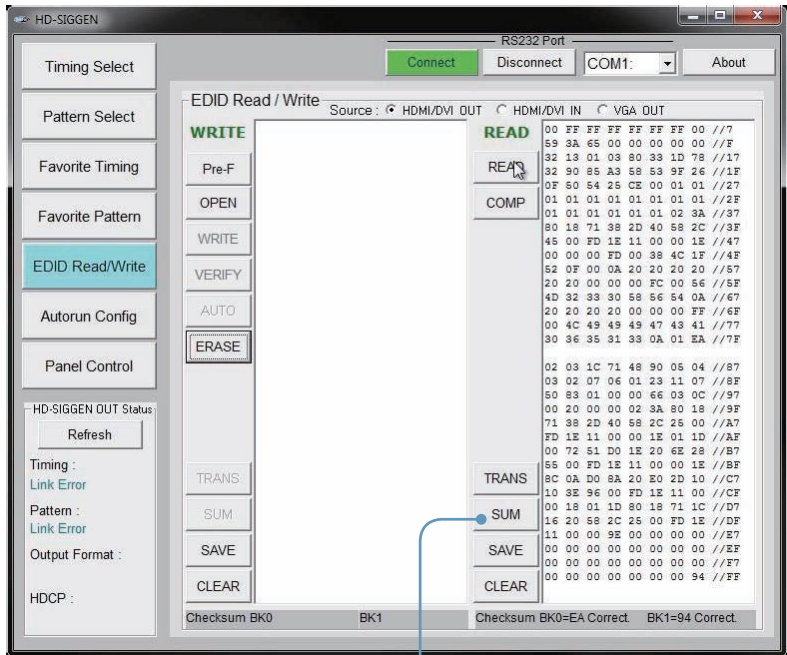 HD-SIGGEN
RS232 Port
Connect
Disconnect
COM1:
About
Timing Select
Pattern Select
Favorite Timing
Favorite Pattern
EDID Read/Write
Autorun Config
Panel Control
HD-SIGGEN OUT Status
Refresh
Timing :
Link Error
Pattern :
Link Error
Output Format :
HDCP :
EDID Read / Write
Source : HDMI/DVI OUT HDMI/DVI IN VGA OUT
WRITE
Pre-F
OPEN
WRITE
VERIFY
AUTO
ERASE
TRANS
SUM
SAVE
CLEAR
READ
READ
COMP
TRANS
SUM
SAVE
CLEAR
00 FF FF FF FF FF FF 00 //7
59 3A 65 00 00 00 00 00 //F
32 13 01 03 80 33 1D 78 //17
32 90 85 A3 58 53 9F 26 //1F
0F 50 54 25 CE 00 01 01 //27
01 01 01 01 01 01 01 01 //2F
01 01 01 01 01 01 02 3A //37
80 18 71 38 2D 40 58 2C //3F
45 00 FD 1E 11 00 00 1E //47
00 00 00 FD 00 38 4C 1F //4F
52 0F 00 0A 20 20 20 20 //57
20 20 00 00 00 FC 00 56 //5F
4D 32 33 30 58 56 54 0A //67
20 20 20 20 00 00 00 FF //6F
00 4C 49 49 49 47 43 41 //77
30 36 35 31 33 0A 01 EA //7F
02 03 1C 71 48 90 05 04 //87
03 02 07 06 01 23 11 07 //8F
50 83 01 00 00 66 03 0C //97
00 20 00 00 02 3A 80 18 //9F
71 38 2D 40 58 2C 25 00 //A7
FD 1E 11 00 00 1E 01 1D //AF
00 72 51 D0 1E 20 6E 28 //B7
55 00 FD 1E 11 00 00 1E //BF
8C 0A D0 8A 20 E0 2D 10 //C7
10 3E 96 00 FD 1E 11 00 //CF
00 18 01 1D 80 18 71 1C //D7
16 20 58 2C 25 00 FD 1E //DF
11 00 00 9E 00 00 00 00 //E7
00 00 00 00 00 00 00 00 //EF
00 00 00 00 00 00 00 00 //F7
00 00 00 00 00 00 00 94 //FF
Checksum BK0 BK1
Checksum BK0=EA Correct. BK1=94 Correct.